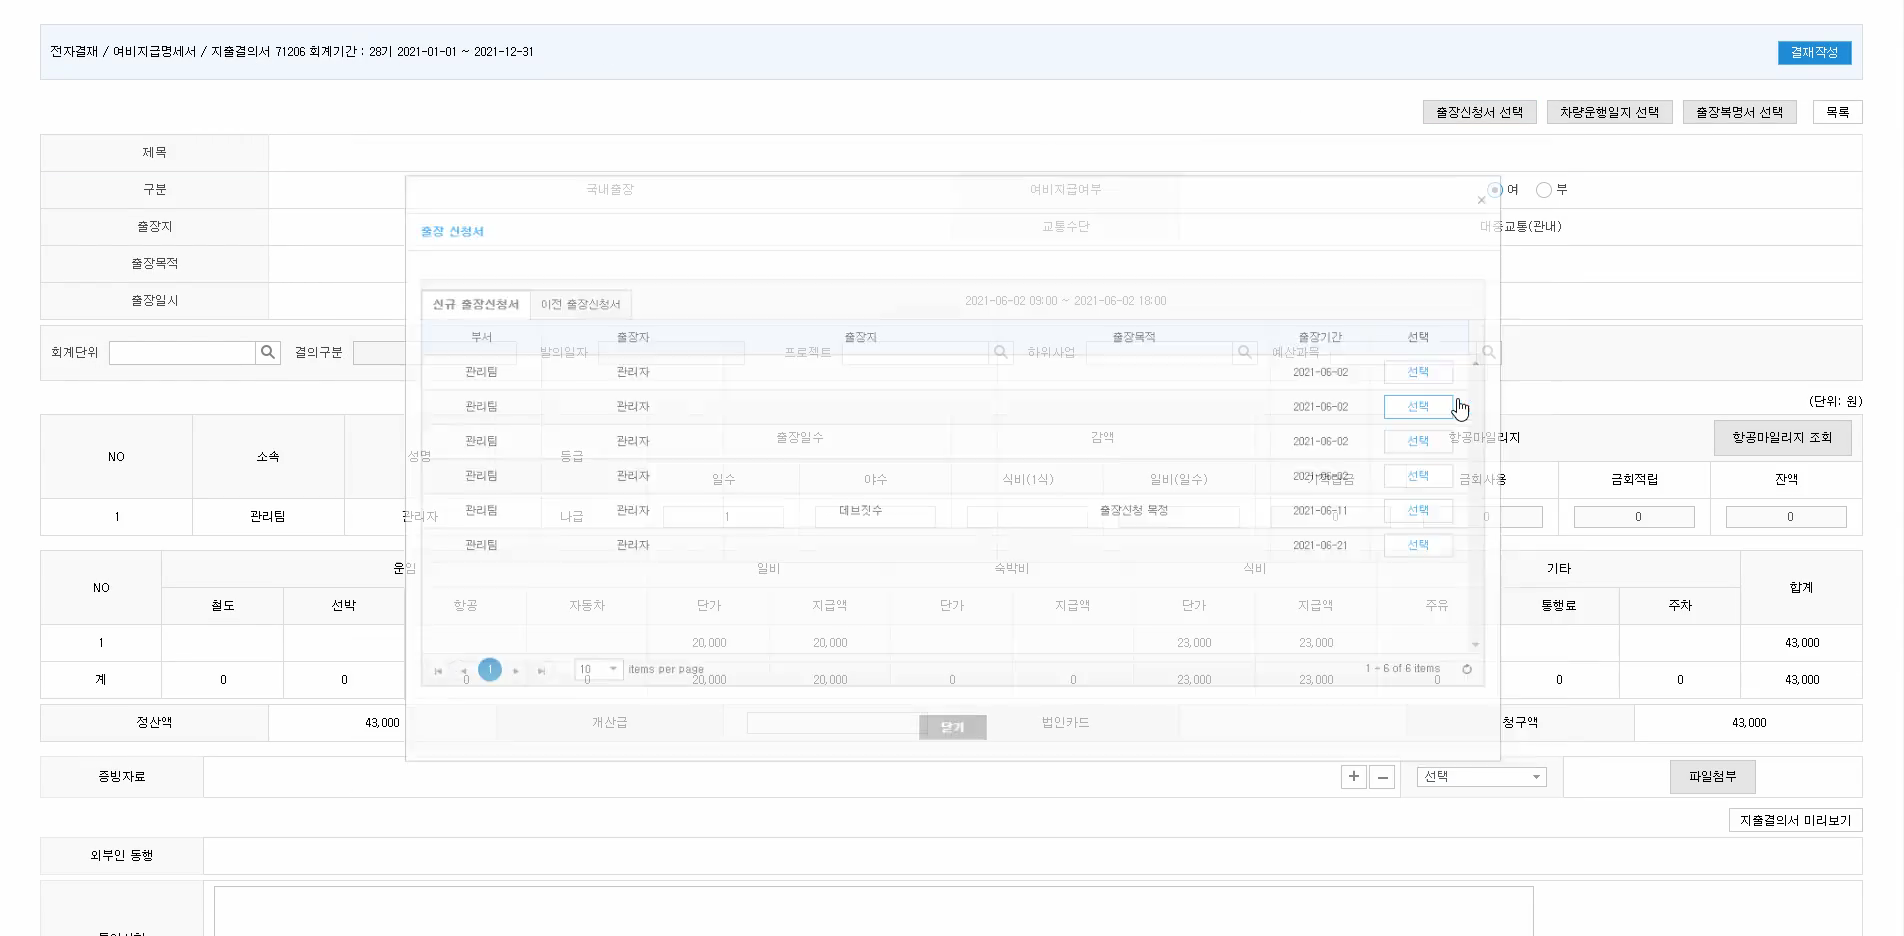 전자결재 / 여비지급명세서 / 지출결의서 71206 회계기간 : 28기 2021-01-01 ~ 2021-12-31
결재작성
출장신청서 선택 차량운행일지 선택 출장복명서 선택 목록
제목
구분 국내출장 여비지급여부 여 부
×
출장지 교통수단 대중교통(관내)
출장 신청서
출장목적
출장일시 2021-06-02 09:00 ~ 2021-06-02 18:00
신규 출장신청서 이전 출장신청서
부서 출장자 출장지 출장목적 출장기간 선택
회계단위 결의구분 발의일자 프로젝트 하위사업 예산과목
관리팀 관리자 2021-06-02 선택
(단위: 원)
관리팀 관리자 2021-06-02 선택
출장일수 감액 항공마일리지 항공마일리지 조회
관리팀 관리자 2021-06-02 선택
NO 소속 성명 등급
일수 야수 식비(1식) 일비(일수) 금회사용 금회적립 잔액
관리팀 관리자 2021-06-02 선택
관리팀 관리자 데브짓수 출장신청 목적 2021-06-11 선택
1 관리팀 관리자 나급 1 0 0 0 0
관리팀 관리자 2021-06-21 선택
운임 일비 숙박비 식비 기타
NO 합계
철도 선박 항공 자동차 단가 지급액 단가 지급액 단가 지급액 주유 통행료 주차
1 20,000 20,000 23,000 23,000 43,000
1 10 items per page 1 - 6 of 6 items
계 0 0 0 0 20,000 20,000 0 0 23,000 23,000 0 0 0 43,000
정산액 43,000 개산급 법인카드 청구액 43,000
닫기
증빙자료 + − 선택 파일첨부
지출결의서 미리보기
외부인 동행